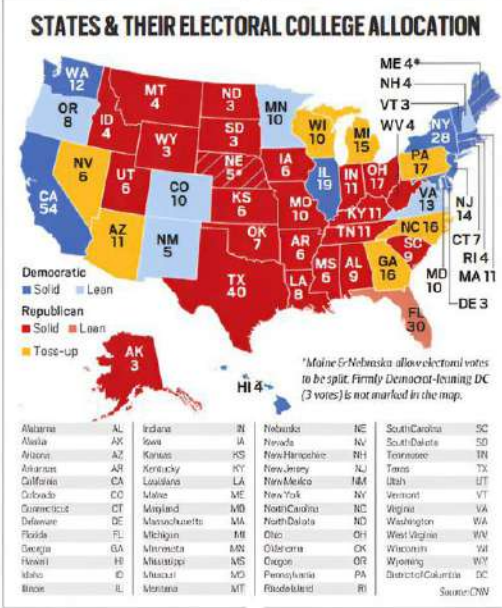 STATES & THEIR ELECTORAL COLLEGE ALLOCATION
WA 12
OR 8
CA 54
ID 4
NV 6
AZ 11
MT 4
WY 3
UT 6
CO 10
NM 5
ND 3
SD 3
NE 5*
KS 6
OK 7
TX 40
MN 10
IA 6
MO 10
AR 6
LA 8
WI 10
IL 19
MS 6
MI 15
IN 11
KY 11
TN 11
AL 9
OH 17
GA 16
FL 30
SC 9
NC 16
VA 13
WV 4
PA 17
NY 28
VT 3
NH 4
ME 4*
NJ 14
CT 7
RI 4
MA 11
MD 10
DE 3
AK 3
HI 4
Democratic
Solid Lean
Republican
Solid Lean
Toss-up
*Maine & Nebraska allow electoral votes
to be split. Firmly Democrat-leaning DC
(3 votes) is not marked in the map.
Alabama AL
Alaska AK
Arizona AZ
Arkansas AR
California CA
Colorado CO
Connecticut CT
Delaware DE
Florida FL
Georgia GA
Hawaii HI
Idaho ID
Illinois IL
Indiana IN
Iowa IA
Kansas KS
Kentucky KY
Louisiana LA
Maine ME
Maryland MD
Massachusetts MA
Michigan MI
Minnesota MN
Mississippi MS
Missouri MO
Montana MT
Nebraska NE
Nevada NV
New Hampshire NH
New Jersey NJ
New Mexico NM
New York NY
North Carolina NC
North Dakota ND
Ohio OH
Oklahoma OK
Oregon OR
Pennsylvania PA
Rhode Island RI
South Carolina SC
South Dakota SD
Tennessee TN
Texas TX
Utah UT
Vermont VT
Virginia VA
Washington WA
West Virginia WV
Wisconsin WI
Wyoming WY
District of Columbia DC
Source: CNN